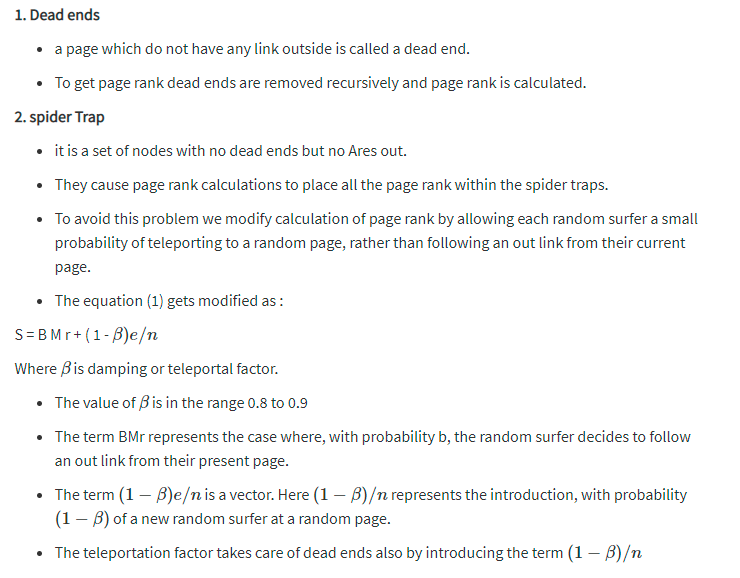 1. Dead ends
• a page which do not have any link outside is called a dead end.
• To get page rank dead ends are removed recursively and page rank is calculated.
2. spider Trap
• it is a set of nodes with no dead ends but no Ares out.
• They cause page rank calculations to place all the page rank within the spider traps.
• To avoid this problem we modify calculation of page rank by allowing each random surfer a small
probability of teleporting to a random page, rather than following an out link from their current
page.
• The equation (1) gets modified as :
S = B M r + ( 1 - β)e/n
Where β is damping or teleportal factor.
• The value of β is in the range 0.8 to 0.9
• The term BMr represents the case where, with probability b, the random surfer decides to follow
an out link from their present page.
• The term (1 − β)e/n is a vector. Here (1 − β)/n represents the introduction, with probability
(1 − β) of a new random surfer at a random page.
• The teleportation factor takes care of dead ends also by introducing the term (1 − β)/n